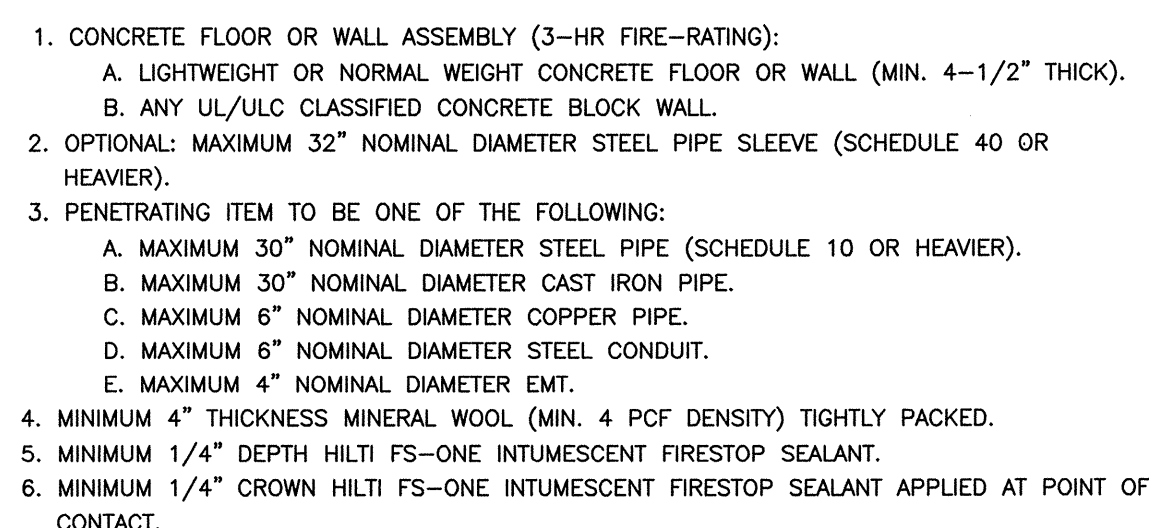 1. CONCRETE FLOOR OR WALL ASSEMBLY (3-HR FIRE-RATING):
A. LIGHTWEIGHT OR NORMAL WEIGHT CONCRETE FLOOR OR WALL (MIN. 4-1/2" THICK).
B. ANY UL/ULC CLASSIFIED CONCRETE BLOCK WALL.
2. OPTIONAL: MAXIMUM 32" NOMINAL DIAMETER STEEL PIPE SLEEVE (SCHEDULE 40 OR
HEAVIER).
3. PENETRATING ITEM TO BE ONE OF THE FOLLOWING:
A. MAXIMUM 30" NOMINAL DIAMETER STEEL PIPE (SCHEDULE 10 OR HEAVIER).
B. MAXIMUM 30" NOMINAL DIAMETER CAST IRON PIPE.
C. MAXIMUM 6" NOMINAL DIAMETER COPPER PIPE.
D. MAXIMUM 6" NOMINAL DIAMETER STEEL CONDUIT.
E. MAXIMUM 4" NOMINAL DIAMETER EMT.
4. MINIMUM 4" THICKNESS MINERAL WOOL (MIN. 4 PCF DENSITY) TIGHTLY PACKED.
5. MINIMUM 1/4" DEPTH HILTI FS-ONE INTUMESCENT FIRESTOP SEALANT.
6. MINIMUM 1/4" CROWN HILTI FS-ONE INTUMESCENT FIRESTOP SEALANT APPLIED AT POINT OF
CONTACT.